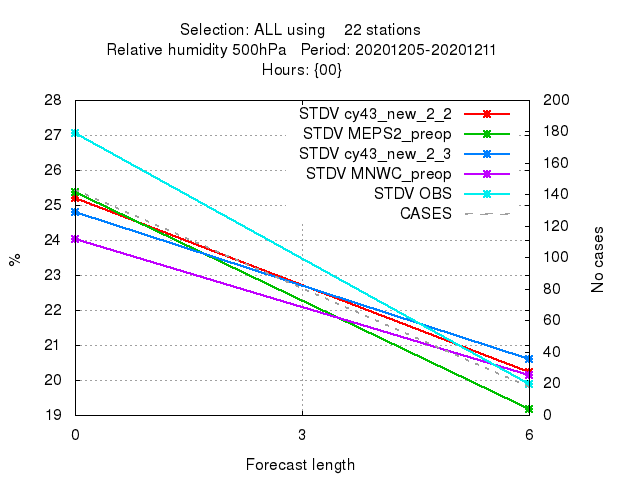 Selection: ALL using    22 stations
Relative humidity 500hPa   Period: 20201205-20201211
Hours: {00}
28
27
26
25
24
23
22
21
20
19
%
STDV cy43_new_2_2
STDV MEPS2_preop
STDV cy43_new_2_3
STDV MNWC_preop
STDV OBS
CASES
200
180
160
140
120
100
80
60
40
20
0
No cases
0
3
6
Forecast length